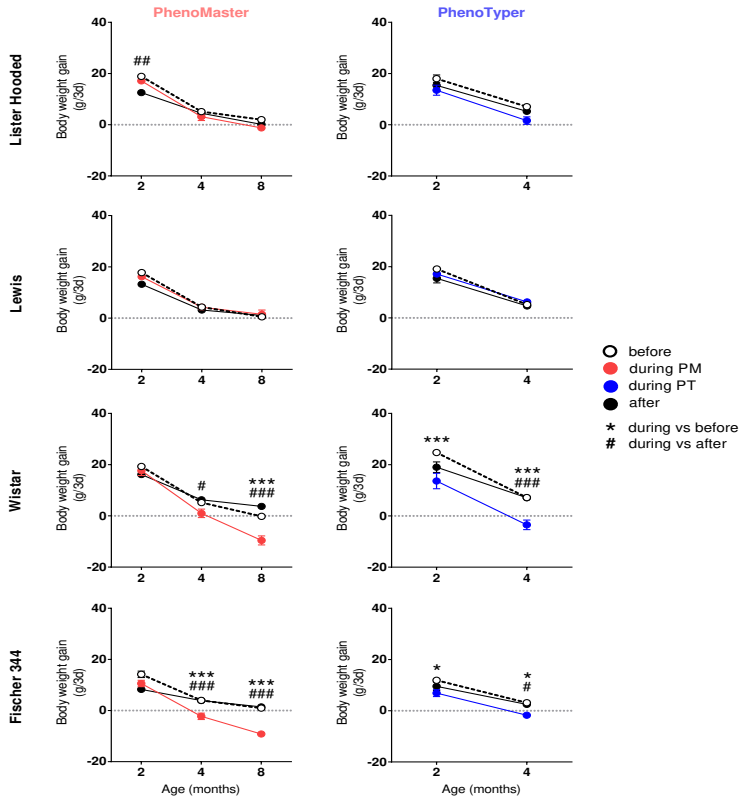 PhenoMaster PhenoTyper
Lister Hooded
Body weight gain
(g/3d)
40
20
0
-20
##
2 4 8
Body weight gain
(g/3d)
40
20
0
-20
2 4
Lewis
Body weight gain
(g/3d)
40
20
0
-20
2 4 8
Body weight gain
(g/3d)
40
20
0
-20
2 4
before
during PM
during PT
after
* during vs before
# during vs after
Wistar
Body weight gain
(g/3d)
40
20
0
-20
#
***
###
2 4 8
Body weight gain
(g/3d)
40
20
0
-20
***
***
###
2 4
Fischer 344
Body weight gain
(g/3d)
40
20
0
-20
*** ***
### ###
2 4 8
Age (months)
Body weight gain
(g/3d)
40
20
0
-20
* *
#
2 4
Age (months)